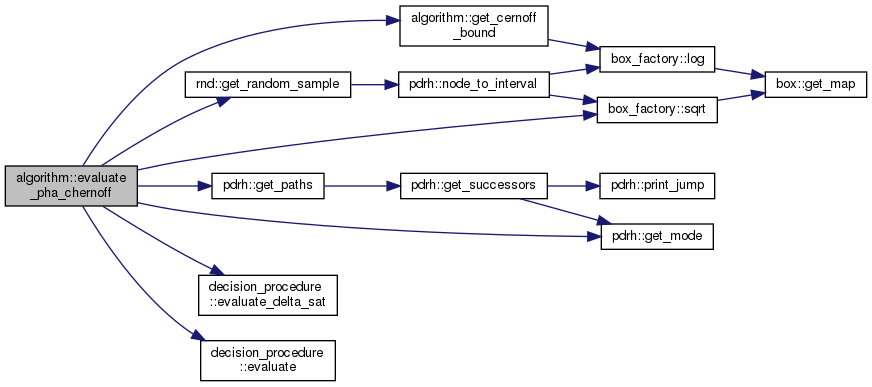 algorithm::evaluate
_pha_chernoff
algorithm::get_cernoff
_bound
rnd::get_random_sample
pdrh::node_to_interval
box_factory::log
box_factory::sqrt
box::get_map
pdrh::get_paths
pdrh::get_successors
pdrh::print_jump
pdrh::get_mode
decision_procedure
::evaluate_delta_sat
decision_procedure
::evaluate